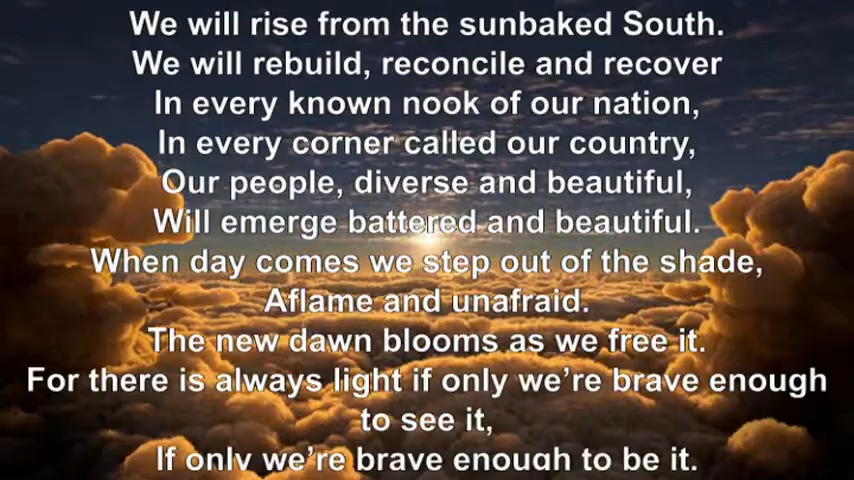 We will rise from the sunbaked South.
We will rebuild, reconcile and recover
In every known nook of our nation,
In every corner called our country,
Our people, diverse and beautiful,
Will emerge battered and beautiful.
When day comes we step out of the shade,
Aflame and unafraid.
The new dawn blooms as we free it.
For there is always light if only we’re brave enough
to see it,
If only we’re brave enough to be it.